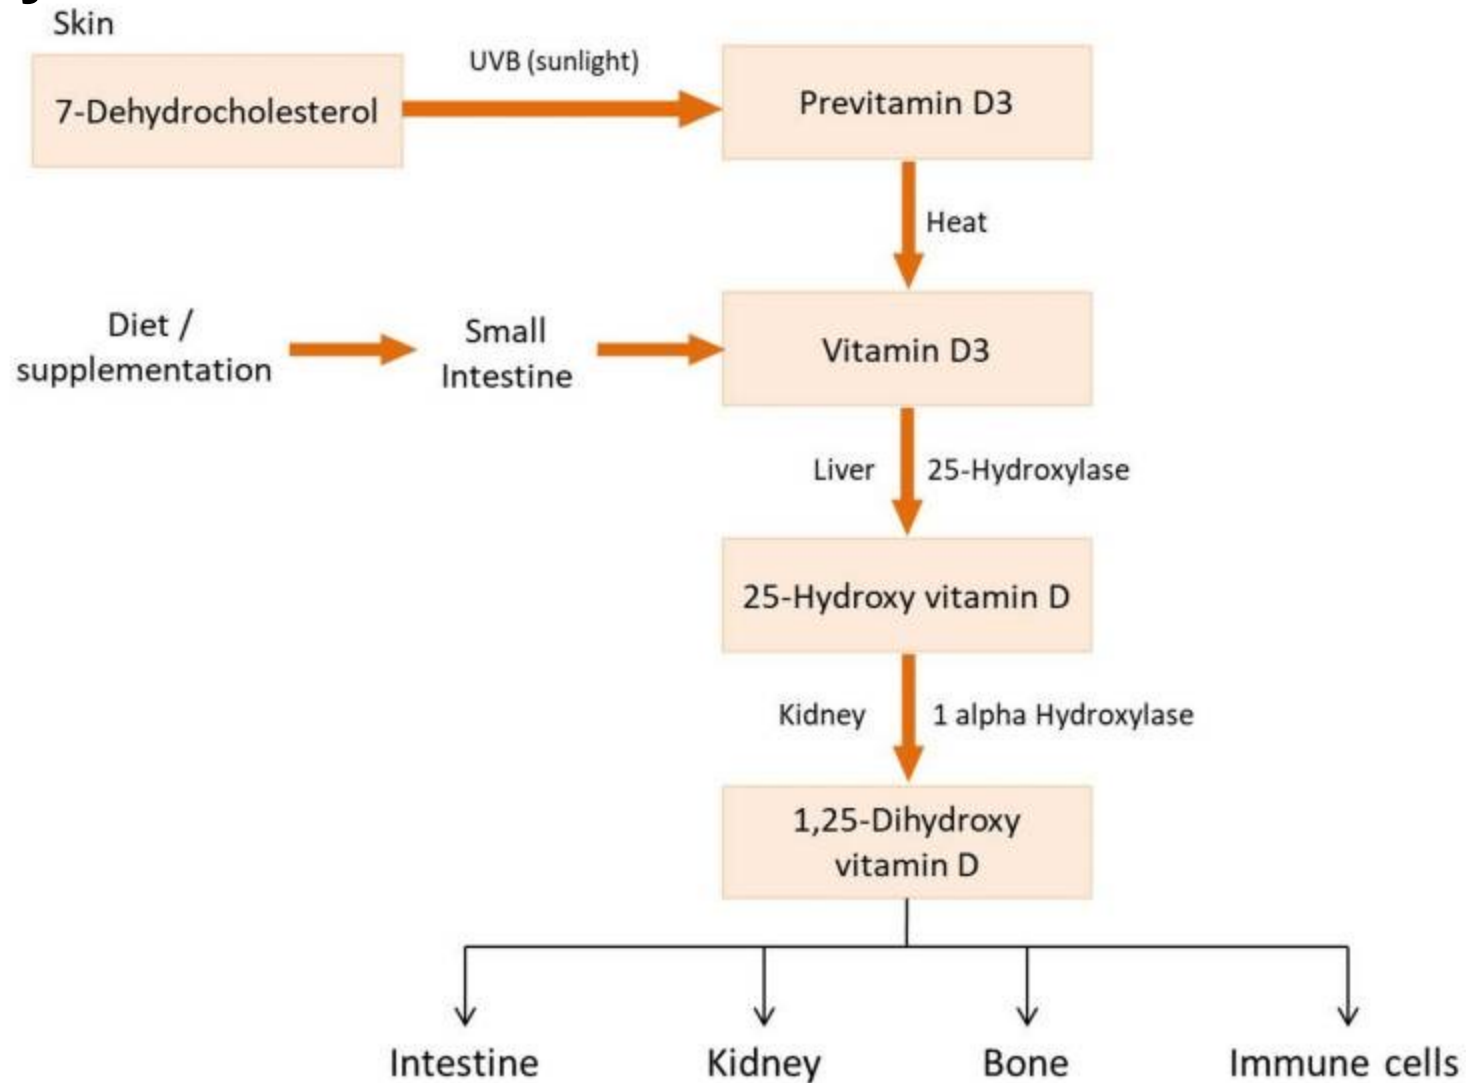 Skin
7-Dehydrocholesterol
UVB (sunlight)
Previtamin D3
Heat
Diet /
supplementation
Small
Intestine
Vitamin D3
Liver
25-Hydroxylase
25-Hydroxy vitamin D
Kidney
1 alpha Hydroxylase
1,25-Dihydroxy
vitamin D
Intestine
Kidney
Bone
Immune cells